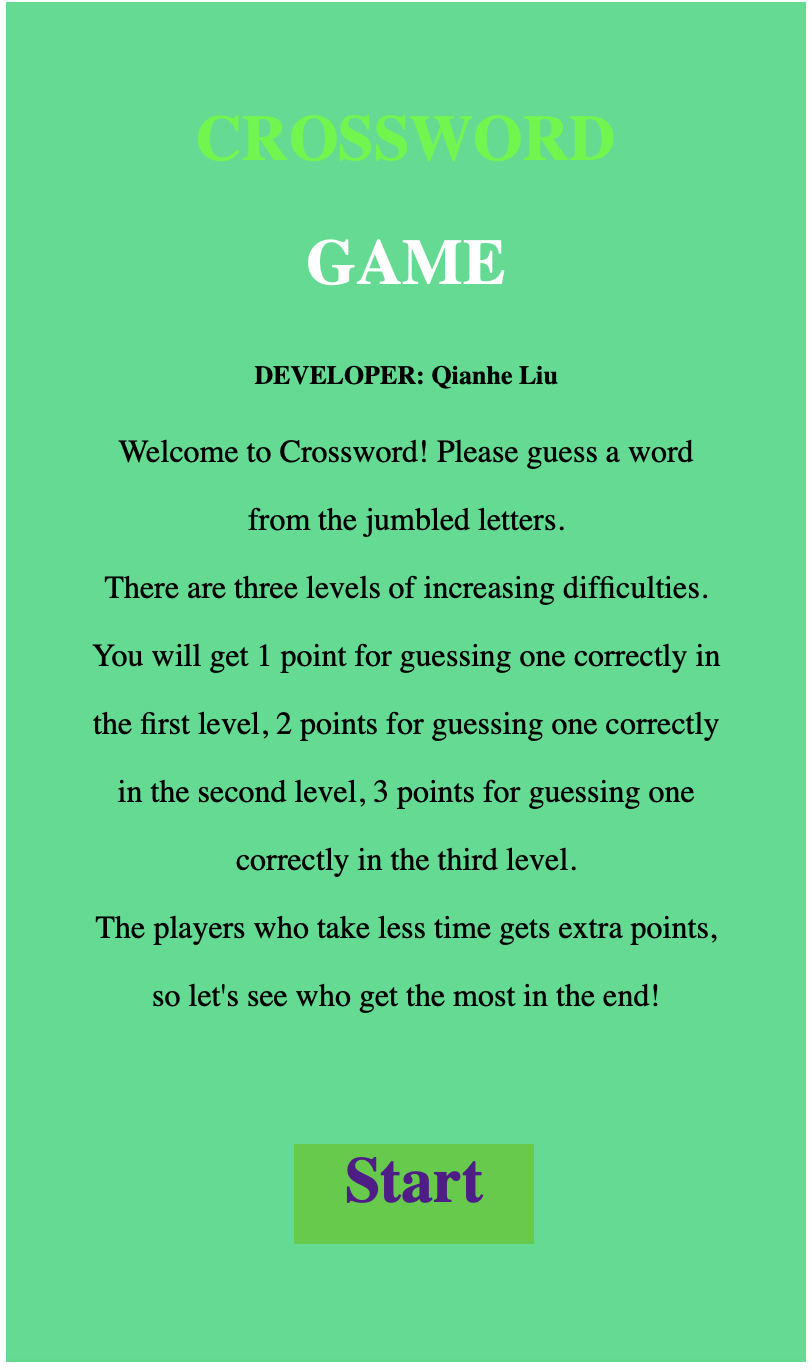 CROSSWORD
GAME
DEVELOPER: Qianhe Liu
Welcome to Crossword! Please guess a word
from the jumbled letters.
There are three levels of increasing difficulties.
You will get 1 point for guessing one correctly in
the first level, 2 points for guessing one correctly
in the second level, 3 points for guessing one
correctly in the third level.
The players who take less time gets extra points,
so let's see who get the most in the end!
Start